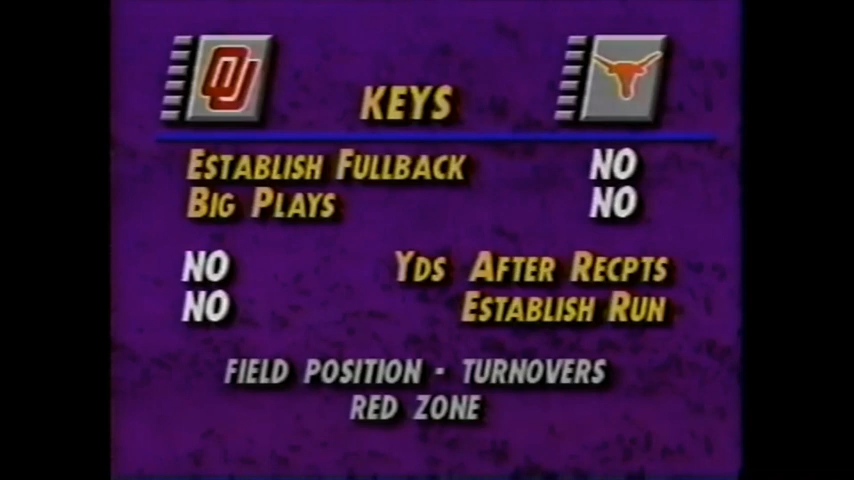 OU
KEYS
ESTABLISH FULLBACK NO
BIG PLAYS NO
NO YDS AFTER RECPTS
NO ESTABLISH RUN
FIELD POSITION - TURNOVERS
RED ZONE